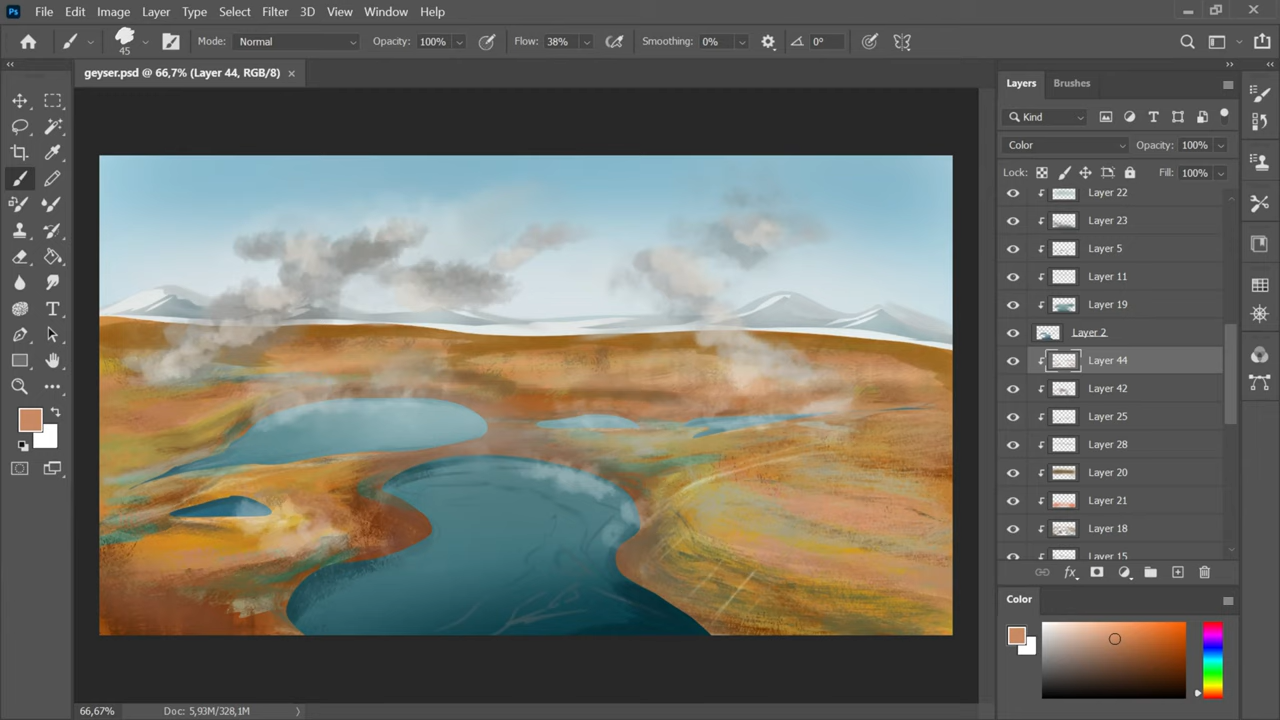 Ps File Edit Image Layer Type Select Filter 3D View Window Help
45 Mode: Normal Opacity: 100% Flow: 38% Smoothing: 0% 0°
geyser.psd @ 66,7% (Layer 44, RGB/8)
Layers Brushes
Kind
Color Opacity: 100%
Lock: Fill: 100%
Layer 22
Layer 23
Layer 5
Layer 11
Layer 19
Layer 2
Layer 44
Layer 42
Layer 25
Layer 28
Layer 20
Layer 21
Layer 18
Layer 15
fx
Color
66,67% Doc: 5,93M/328,1M